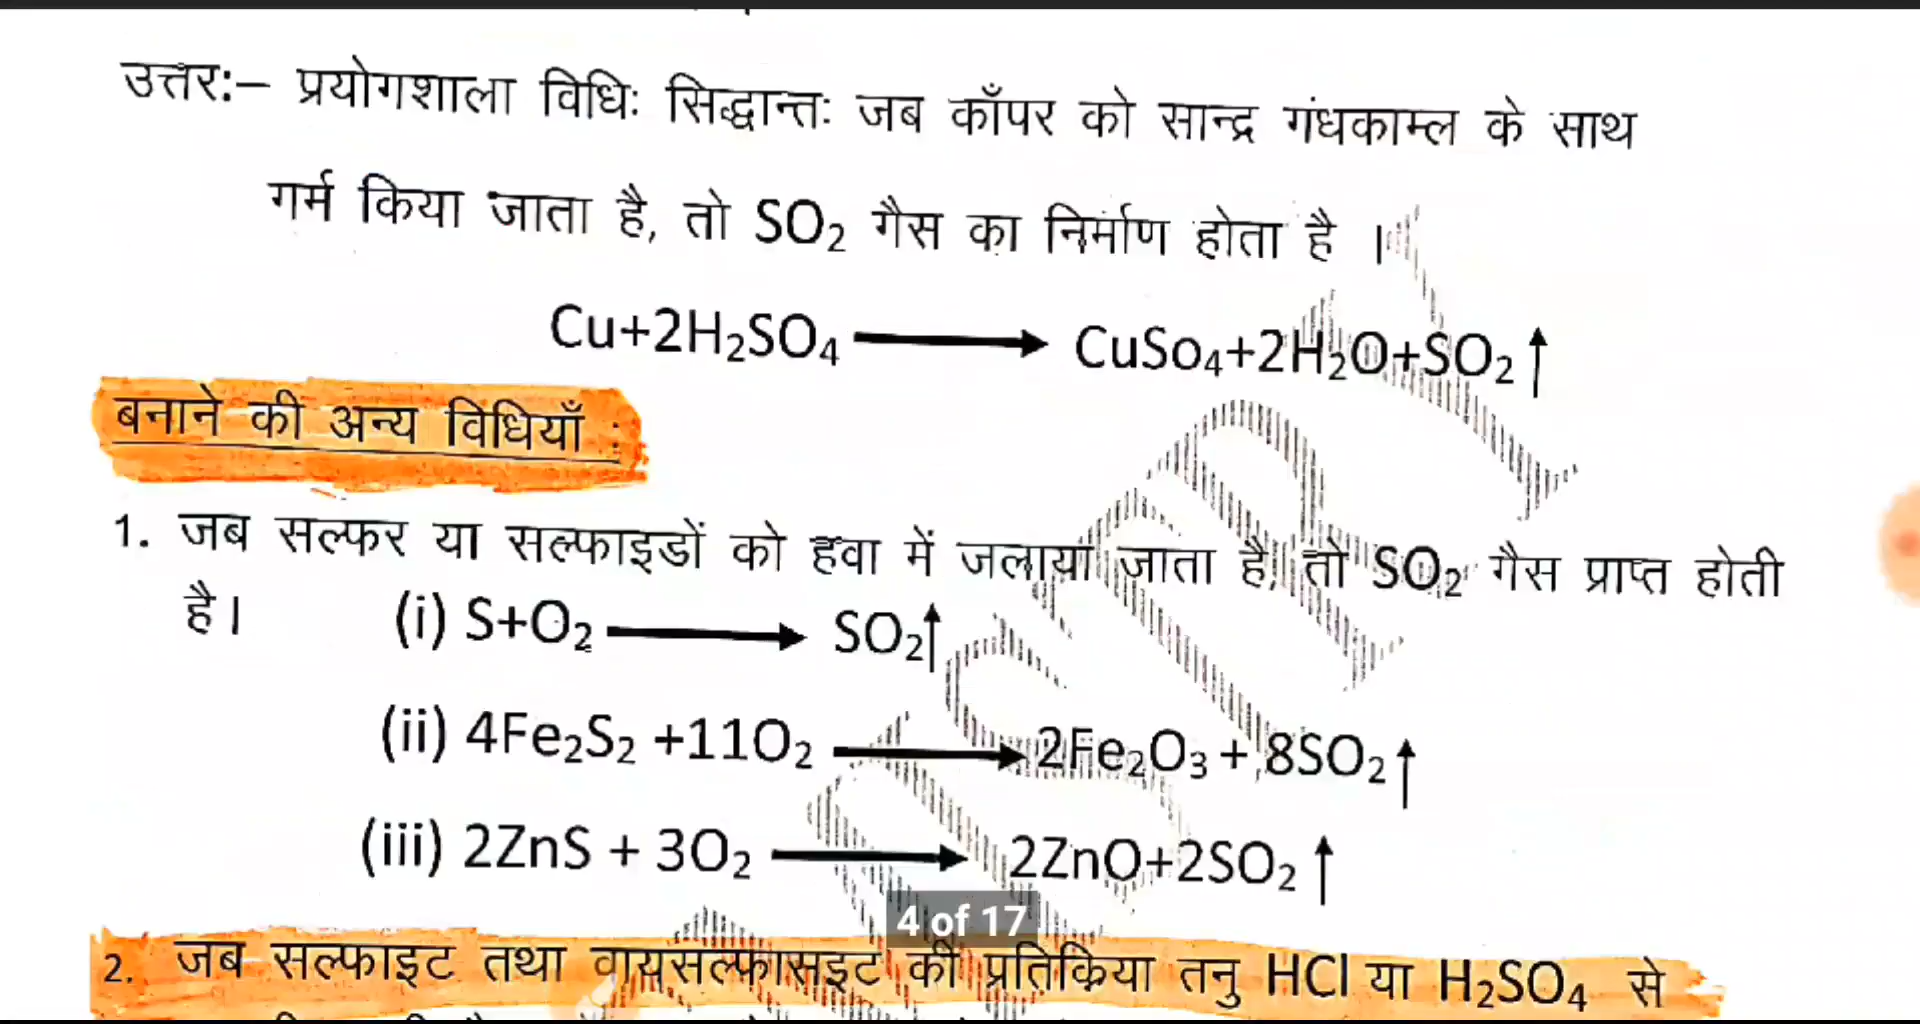 उत्तर:– प्रयोगशाला विधिः सिद्धान्तः जब काँपर को सान्द्र गंधकाम्ल के साथ
गर्म किया जाता है, तो SO₂ गैस का निर्माण होता है ।
Cu+2H₂SO₄ ⟶ CuSo₄+2H₂O+SO₂↑
बनाने की अन्य विधियाँ :
1. जब सल्फर या सल्फाइडों को हवा में जलाया जाता है, तो SO₂ गैस प्राप्त होती
है। (i) S+O₂ ⟶ SO₂↑
(ii) 4Fe₂S₂ +11O₂ ⟶ 2Fe₂O₃ + 8SO₂↑
(iii) 2ZnS + 3O₂ ⟶ 2ZnO+2SO₂↑
4 of 17
2. जब सल्फाइट तथा की प्रतिक्रिया तनु HCl या H₂SO₄ से